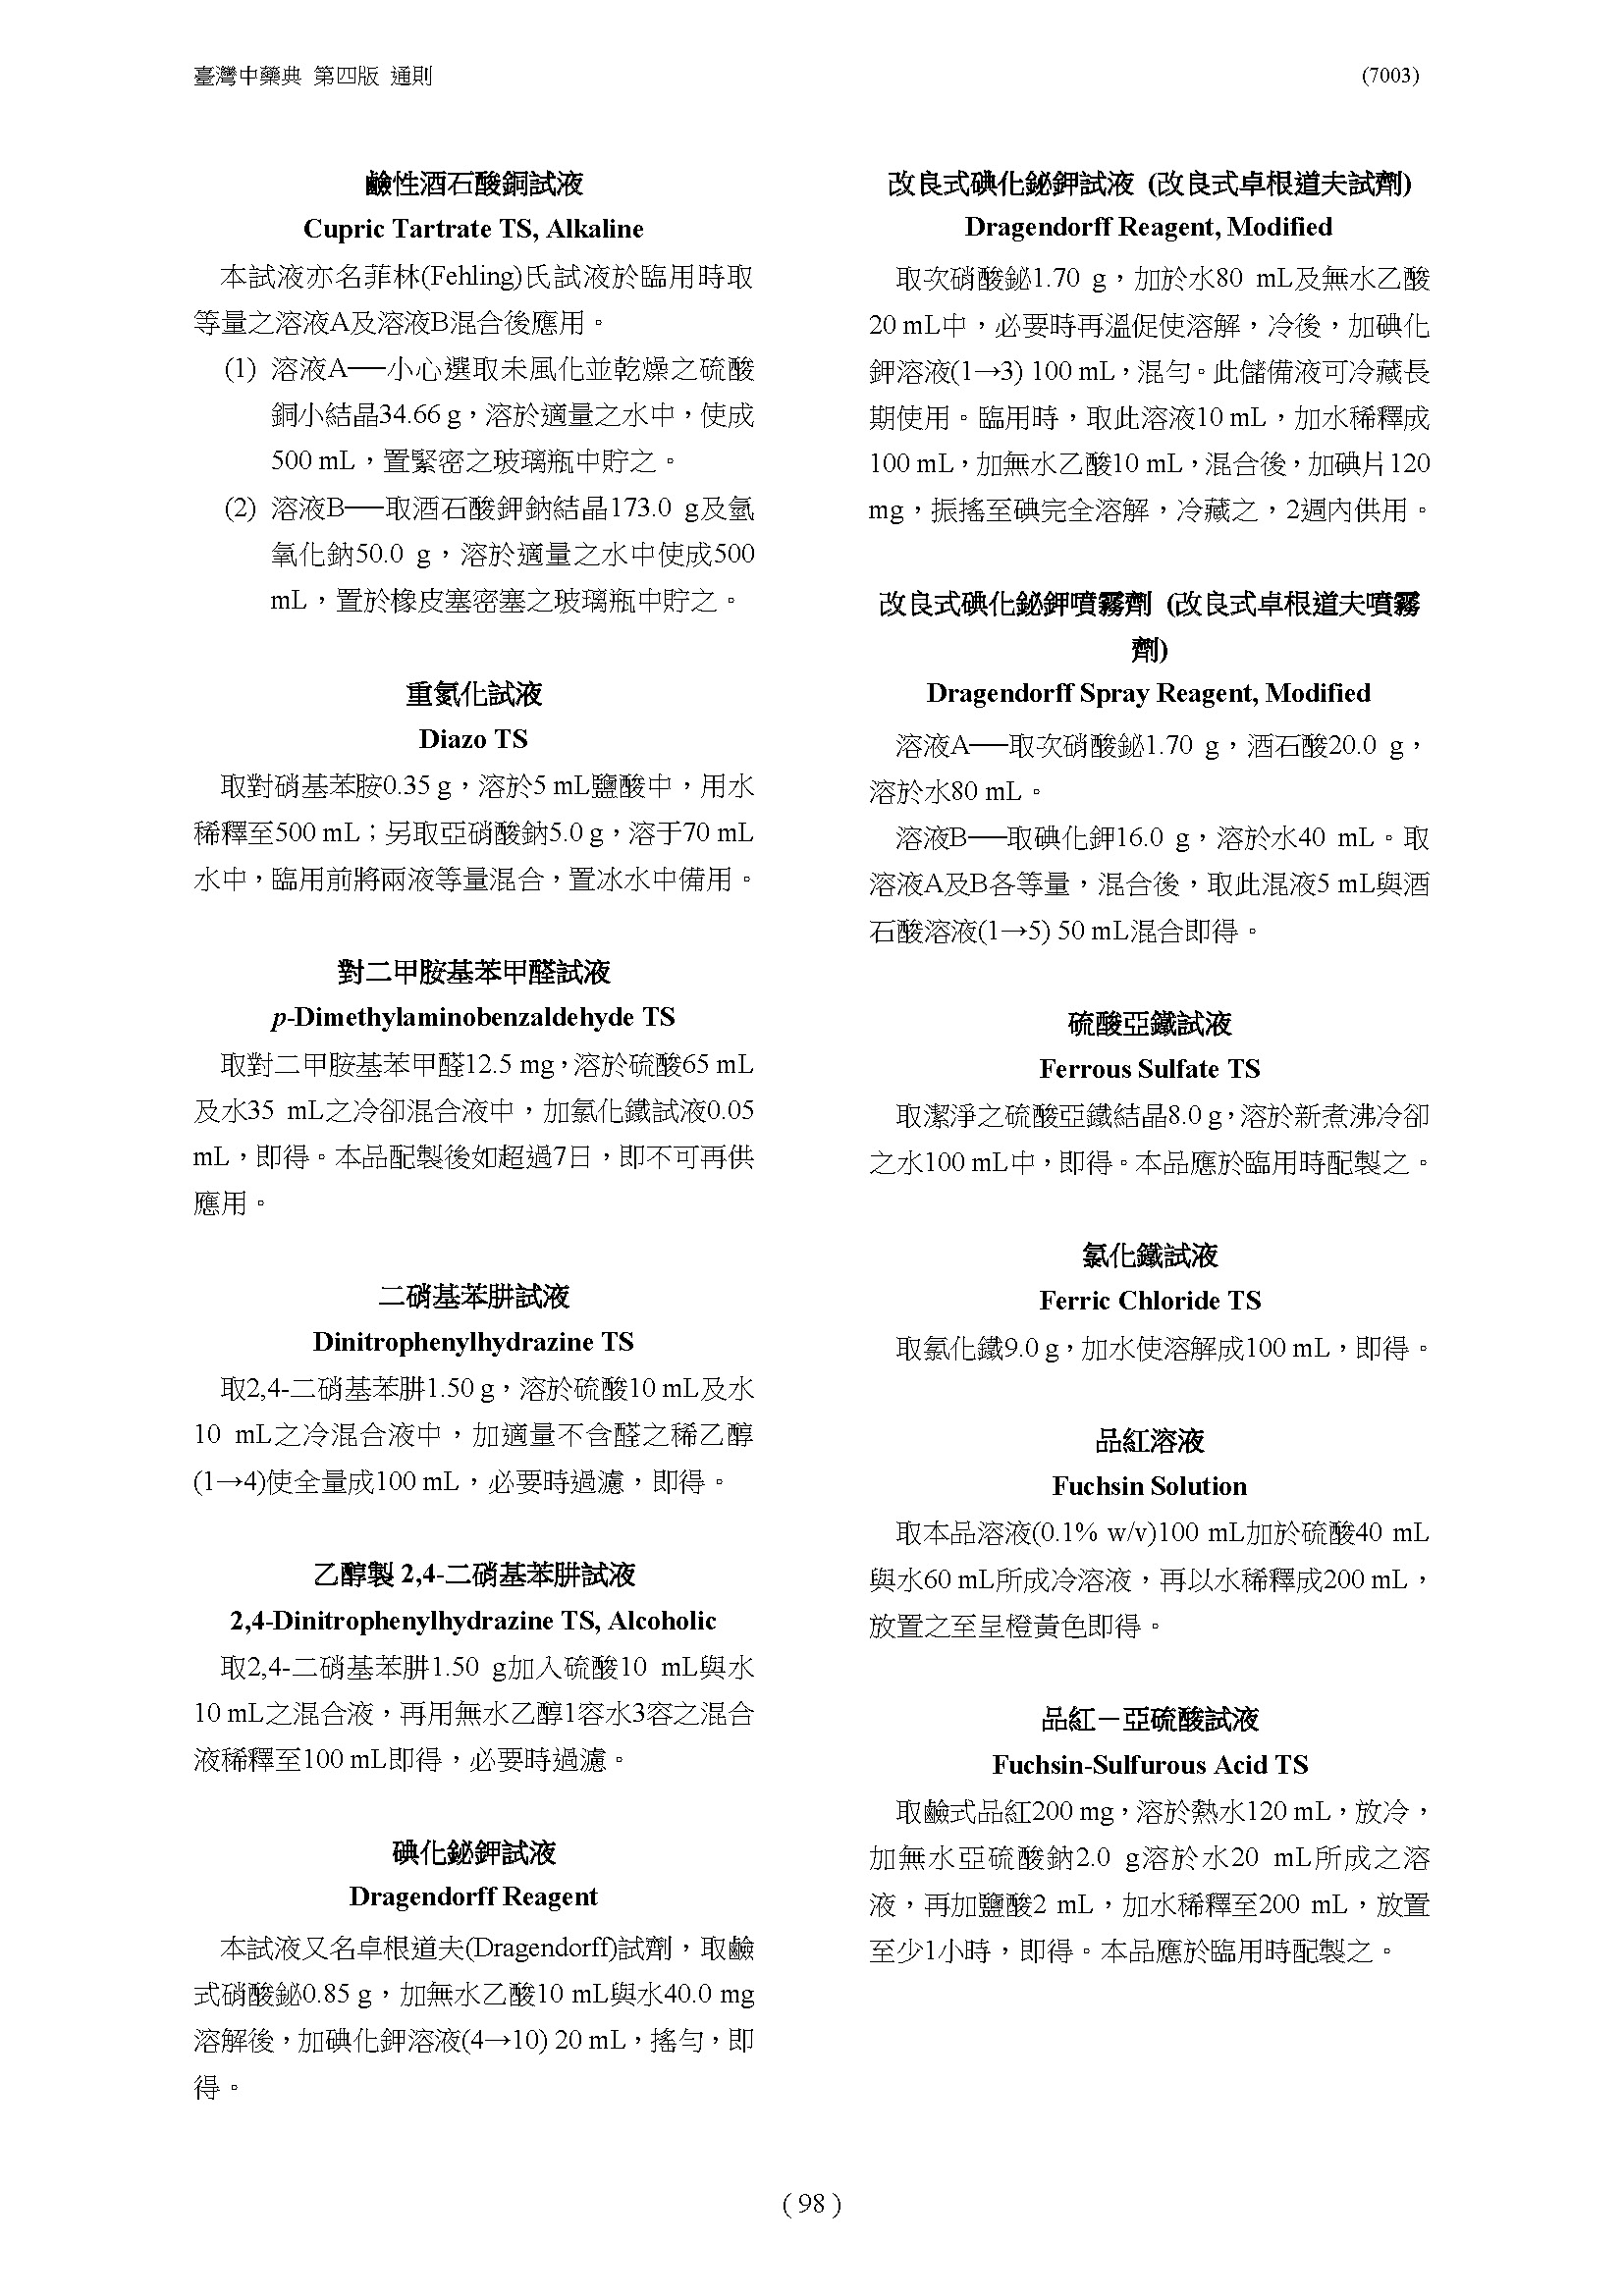 臺灣中藥典 第四版 通則
(7003)
鹼性酒石酸銅試液
Cupric Tartrate TS, Alkaline
本試液亦名菲林(Fehling)氏試液於臨用時取
等量之溶液A及溶液B混合後應用。
(1) 溶液A──小心選取未風化並乾燥之硫酸
銅小結晶34.66 g，溶於適量之水中，使成
500 mL，置緊密之玻璃瓶中貯之。
(2) 溶液B──取酒石酸鉀鈉結晶173.0 g及氫
氧化鈉50.0 g，溶於適量之水中使成500
mL，置於橡皮塞密塞之玻璃瓶中貯之。
重氮化試液
Diazo TS
取對硝基苯胺0.35 g，溶於5 mL鹽酸中，用水
稀釋至500 mL；另取亞硝酸鈉5.0 g，溶于70 mL
水中，臨用前將兩液等量混合，置冰水中備用。
對二甲胺基苯甲醛試液
p-Dimethylaminobenzaldehyde TS
取對二甲胺基苯甲醛12.5 mg，溶於硫酸65 mL
及水35 mL之冷卻混合液中，加氯化鐵試液0.05
mL，即得。本品配製後如超過7日，即不可再供
應用。
二硝基苯肼試液
Dinitrophenylhydrazine TS
取2,4-二硝基苯肼1.50 g，溶於硫酸10 mL及水
10 mL之冷混合液中，加適量不含醛之稀乙醇
(1→4)使全量成100 mL，必要時過濾，即得。
乙醇製 2,4-二硝基苯肼試液
2,4-Dinitrophenylhydrazine TS, Alcoholic
取2,4-二硝基苯肼1.50 g加入硫酸10 mL與水
10 mL之混合液，再用無水乙醇1容水3容之混合
液稀釋至100 mL即得，必要時過濾。
碘化鉍鉀試液
Dragendorff Reagent
本試液又名卓根道夫(Dragendorff)試劑，取鹼
式硝酸鉍0.85 g，加無水乙酸10 mL與水40.0 mg
溶解後，加碘化鉀溶液(4→10) 20 mL，搖勻，即
得。
改良式碘化鉍鉀試液 (改良式卓根道夫試劑)
Dragendorff Reagent, Modified
取次硝酸鉍1.70 g，加於水80 mL及無水乙酸
20 mL中，必要時再溫促使溶解，冷後，加碘化
鉀溶液(1→3) 100 mL，混勻。此儲備液可冷藏長
期使用。臨用時，取此溶液10 mL，加水稀釋成
100 mL，加無水乙酸10 mL，混合後，加碘片120
mg，振搖至碘完全溶解，冷藏之，2週內供用。
改良式碘化鉍鉀噴霧劑 (改良式卓根道夫噴霧
劑)
Dragendorff Spray Reagent, Modified
溶液A──取次硝酸鉍1.70 g，酒石酸20.0 g，
溶於水80 mL。
溶液B──取碘化鉀16.0 g，溶於水40 mL。取
溶液A及B各等量，混合後，取此混液5 mL與酒
石酸溶液(1→5) 50 mL混合即得。
硫酸亞鐵試液
Ferrous Sulfate TS
取潔淨之硫酸亞鐵結晶8.0 g，溶於新煮沸冷卻
之水100 mL中，即得。本品應於臨用時配製之。
氯化鐵試液
Ferric Chloride TS
取氯化鐵9.0 g，加水使溶解成100 mL，即得。
品紅溶液
Fuchsin Solution
取本品溶液(0.1% w/v)100 mL加於硫酸40 mL
與水60 mL所成冷溶液，再以水稀釋成200 mL，
放置之至呈橙黃色即得。
品紅－亞硫酸試液
Fuchsin-Sulfurous Acid TS
取鹼式品紅200 mg，溶於熱水120 mL，放冷，
加無水亞硫酸鈉2.0 g溶於水20 mL所成之溶
液，再加鹽酸2 mL，加水稀釋至200 mL，放置
至少1小時，即得。本品應於臨用時配製之。
( 98 )